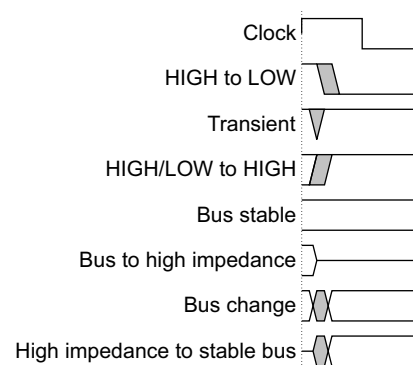 Clock
HIGH to LOW
Transient
HIGH/LOW to HIGH
Bus stable
Bus to high impedance
Bus change
High impedance to stable bus